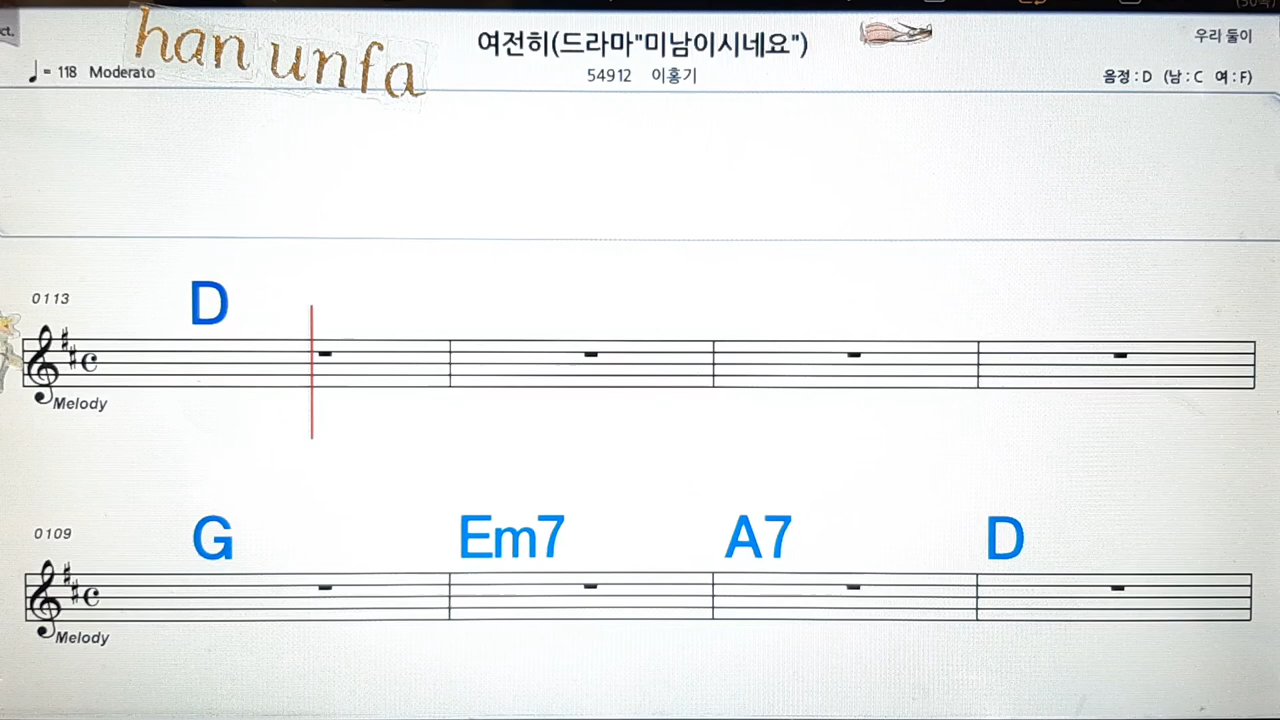 ct.
han unfa
여전히(드라마"미남이시네요")
우리 둘이
♩= 118 Moderato
54912 이홍기
음정 : D (남 : C 여 : F)
0113
D
Melody
0109
G Em7 A7 D
Melody